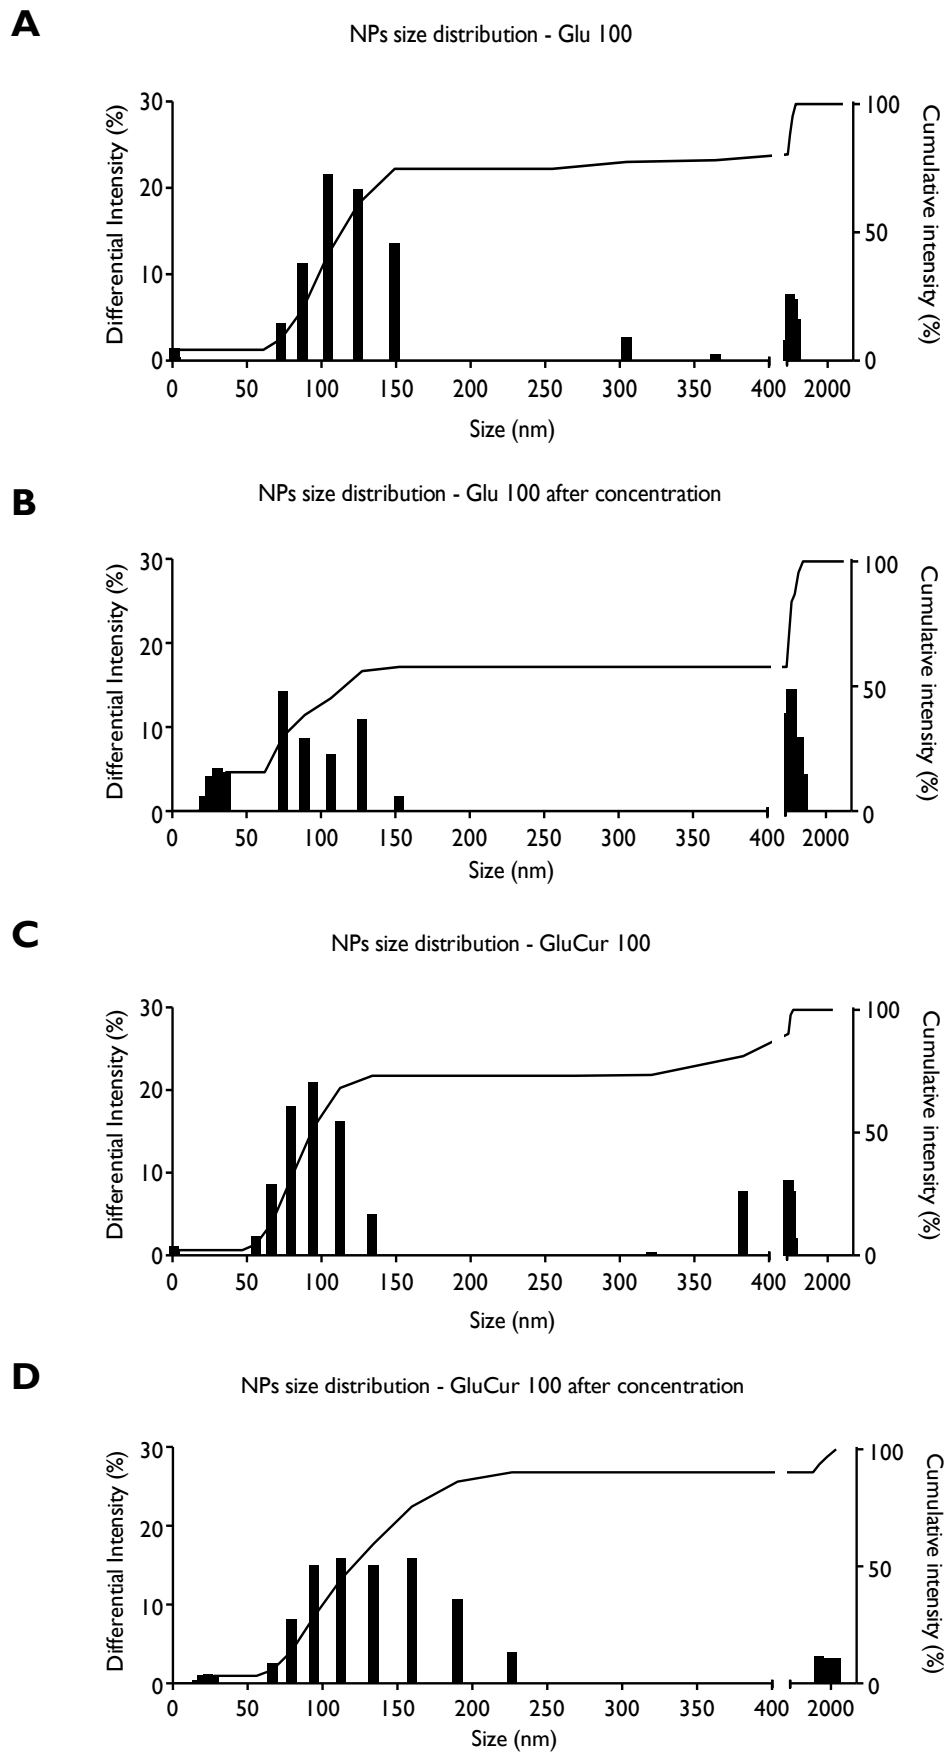 A
NPs size distribution - Glu 100
Differential Intensity (%)
30
20
10
0
100
50
0
Cumulative intensity (%)
0 50 100 150 200 250 300 350 400 2000
Size (nm)
B
NPs size distribution - Glu 100 after concentration
Differential Intensity (%)
30
20
10
0
100
50
0
Cumulative intensity (%)
0 50 100 150 200 250 300 350 400 2000
Size (nm)
C
NPs size distribution - GluCur 100
Differential Intensity (%)
30
20
10
0
100
50
0
Cumulative intensity (%)
0 50 100 150 200 250 300 350 400 2000
Size (nm)
D
NPs size distribution - GluCur 100 after concentration
Differential Intensity (%)
30
20
10
0
100
50
0
Cumulative intensity (%)
0 50 100 150 200 250 300 350 400 2000
Size (nm)